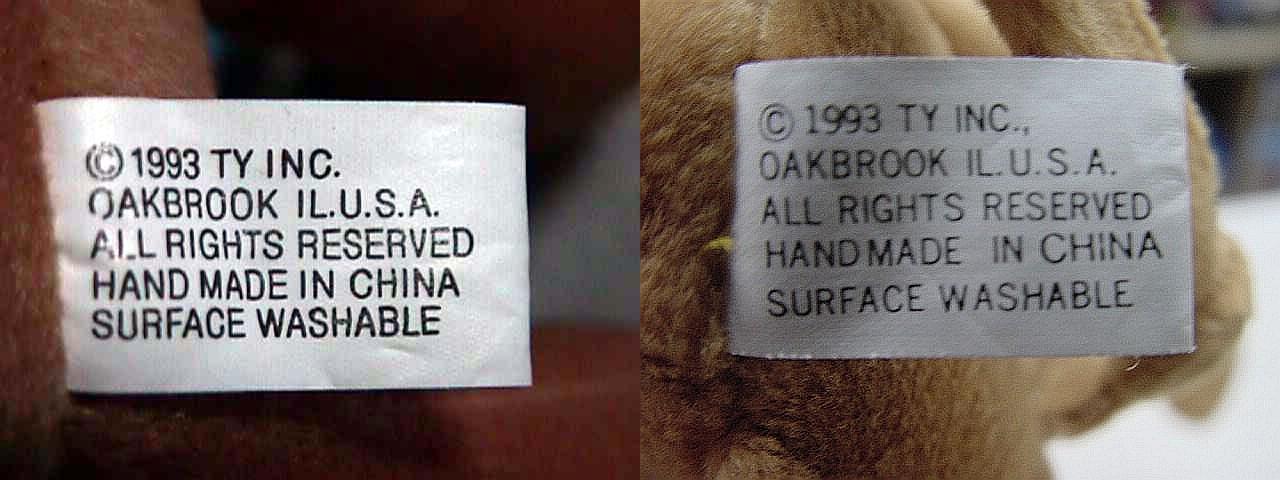 © 1993 TY INC.
OAKBROOK IL.U.S.A.
ALL RIGHTS RESERVED
HAND MADE IN CHINA
SURFACE WASHABLE
© 1993 TY INC.,
OAKBROOK IL.U.S.A.
ALL RIGHTS RESERVED
HANDMADE IN CHINA
SURFACE WASHABLE